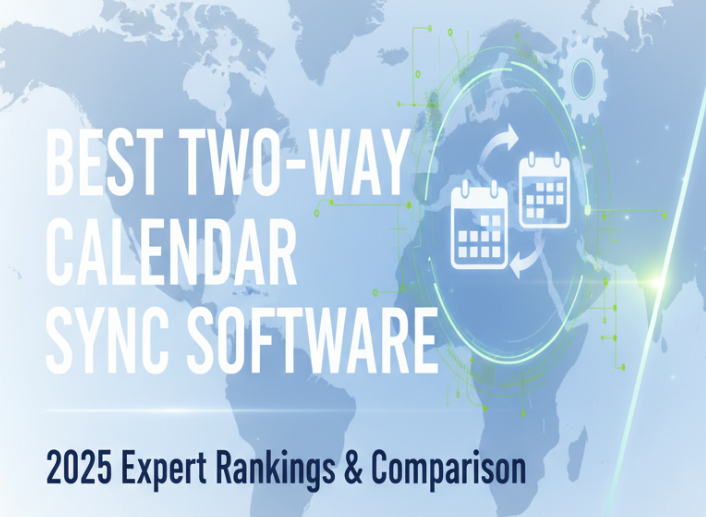 BEST TWO-WAY
CALENDAR
SYNC SOFTWARE
2025 Expert Rankings & Comparison